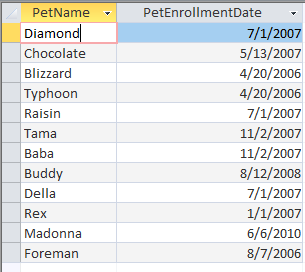 PetName PetEnrollmentDate
Diamond 7/1/2007
Chocolate 5/13/2007
Blizzard 4/20/2006
Typhoon 4/20/2006
Raisin 7/1/2007
Tama 11/2/2007
Baba 11/2/2007
Buddy 8/12/2008
Della 7/1/2007
Rex 1/1/2007
Madonna 6/6/2010
Foreman 8/7/2006